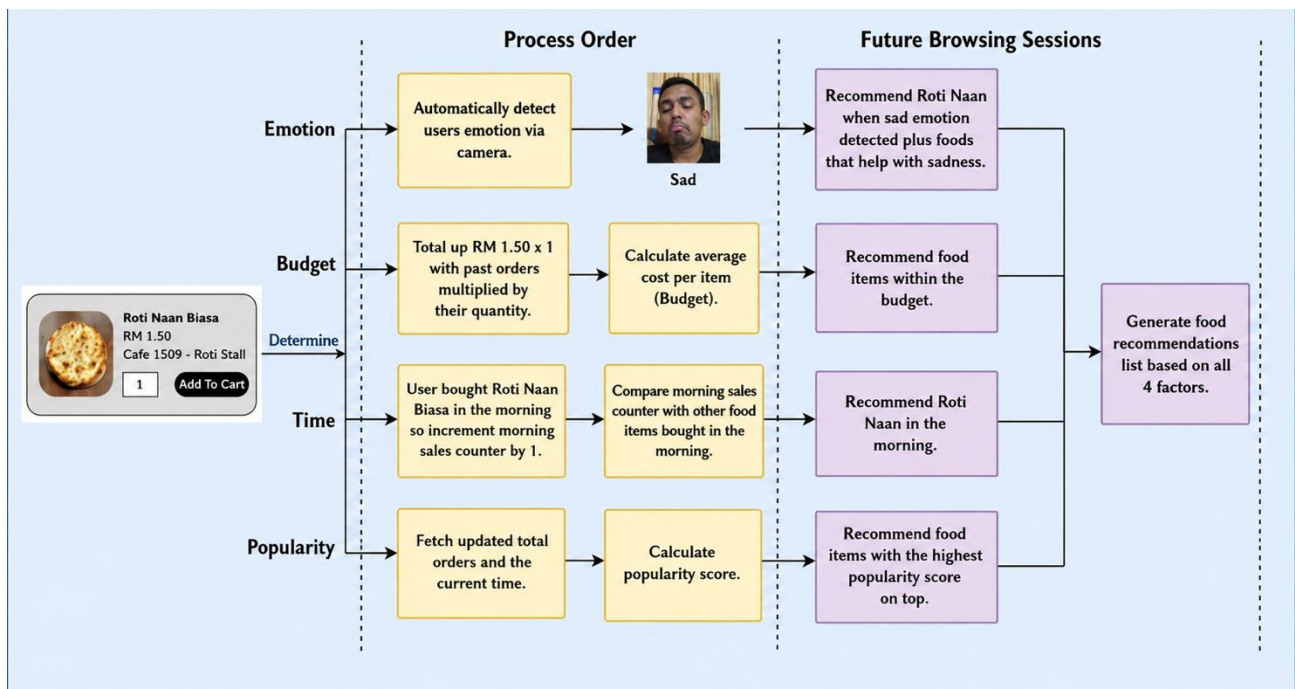 Process Order
Future Browsing Sessions
Emotion
Automatically detect
users emotion via
camera.
Sad
Recommend Roti Naan
when sad emotion
detected plus foods
that help with sadness.
Budget
Total up RM 1.50 x 1
with past orders
multiplied by
their quantity.
Calculate average
cost per item
(Budget).
Recommend food
items within the
budget.
Roti Naan Biasa
RM 1.50
Cafe 1509 - Roti Stall
1
Add To Cart
Determine
Generate food
recommendations
list based on all
4 factors.
Time
User bought Roti Naan
Biasa in the morning
so increment morning
sales counter by 1.
Compare morning sales
counter with other food
items bought in the
morning.
Recommend Roti
Naan in the
morning.
Popularity
Fetch updated total
orders and the
current time.
Calculate
popularity score.
Recommend food
items with the highest
popularity score
on top.